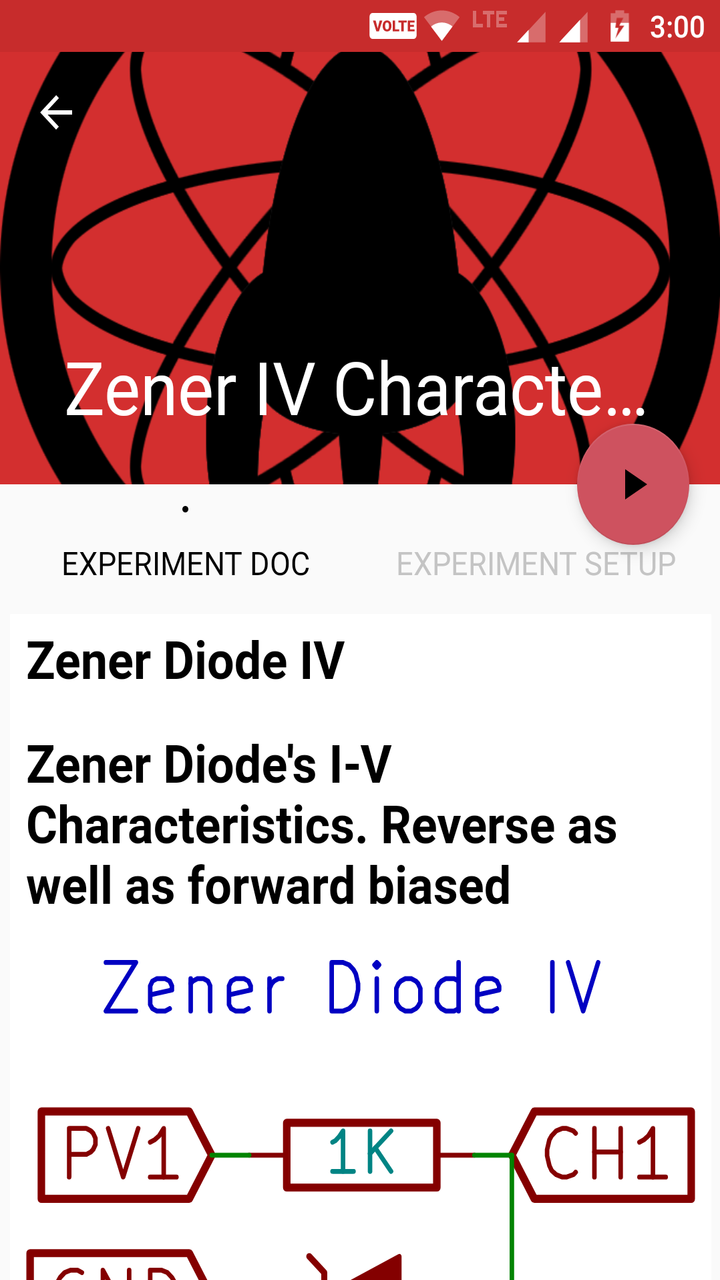 VOLTE LTE 3:00
Zener IV Characte...
EXPERIMENT DOC EXPERIMENT SETUP
Zener Diode IV
Zener Diode's I-V
Characteristics. Reverse as
well as forward biased
Zener Diode IV
PV1 1K CH1
GND